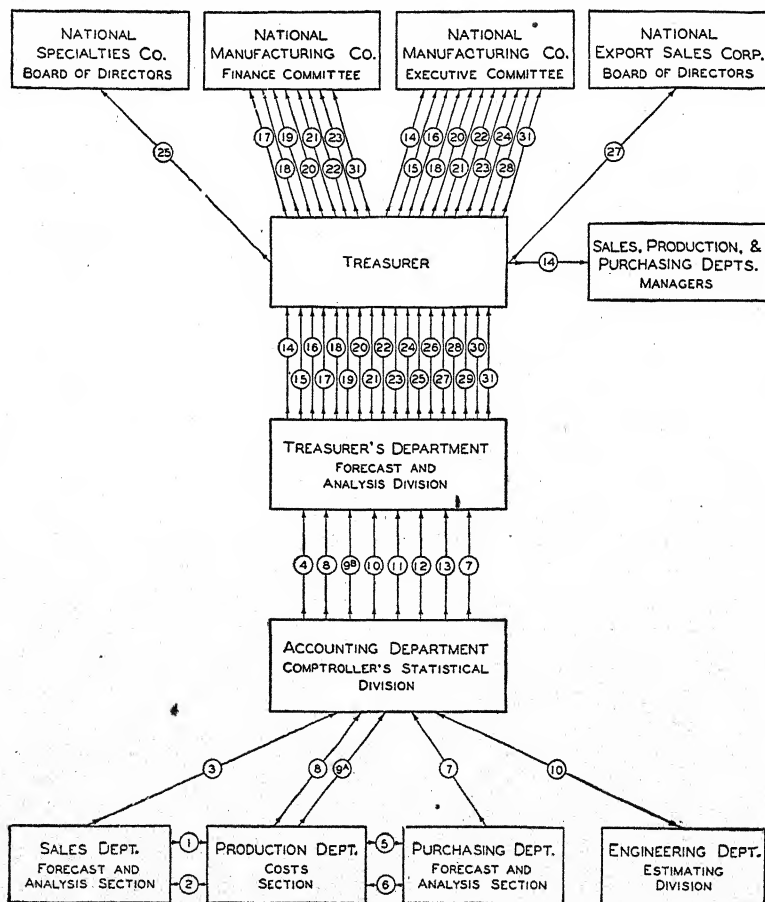 NATIONAL
SPECIALTIES CO.
BOARD OF DIRECTORS
NATIONAL
MANUFACTURING CO.
FINANCE COMMITTEE
NATIONAL
MANUFACTURING CO.
EXECUTIVE COMMITTEE
NATIONAL
EXPORT SALES CORP.
BOARD OF DIRECTORS
17 19 21 23
18 20 22 31
14 16 20 22 24 31
15 18 21 23 28
25
27
TREASURER
14
SALES, PRODUCTION, &
PURCHASING DEPTS.
MANAGERS
14 16 18 20 22 24 26 28 30
15 17 19 21 23 25 27 29 31
TREASURER'S DEPARTMENT
FORECAST AND
ANALYSIS DIVISION
4 8 9B 10 11 12 13 7
ACCOUNTING DEPARTMENT
COMPTROLLER'S STATISTICAL
DIVISION
3 8 9A 7 10
SALES DEPT.
FORECAST AND
ANALYSIS SECTION
1
2
PRODUCTION DEPT.
COSTS
SECTION
5
6
PURCHASING DEPT.
FORECAST AND
ANALYSIS SECTION
ENGINEERING DEPT.
ESTIMATING
DIVISION